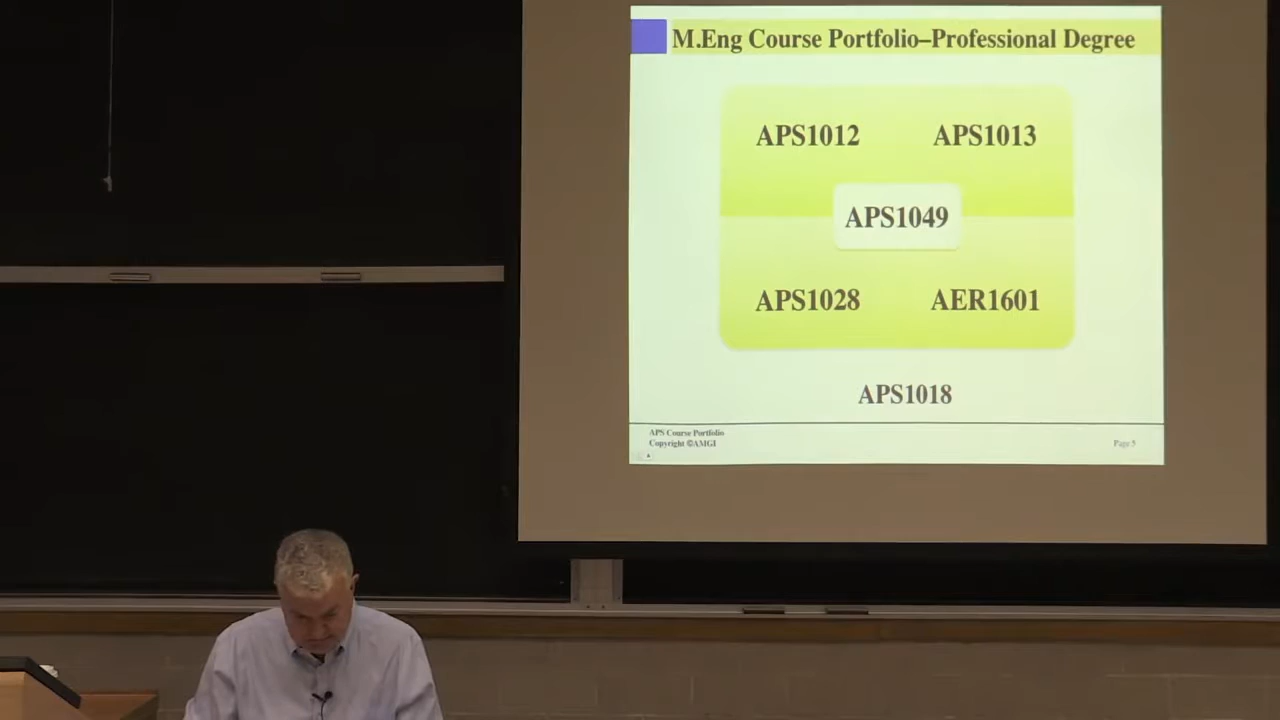 M.Eng Course Portfolio–Professional Degree
APS1012 APS1013
APS1049
APS1028 AER1601
APS1018
APS Course Portfolio
Copyright ©AMGI
Page 5